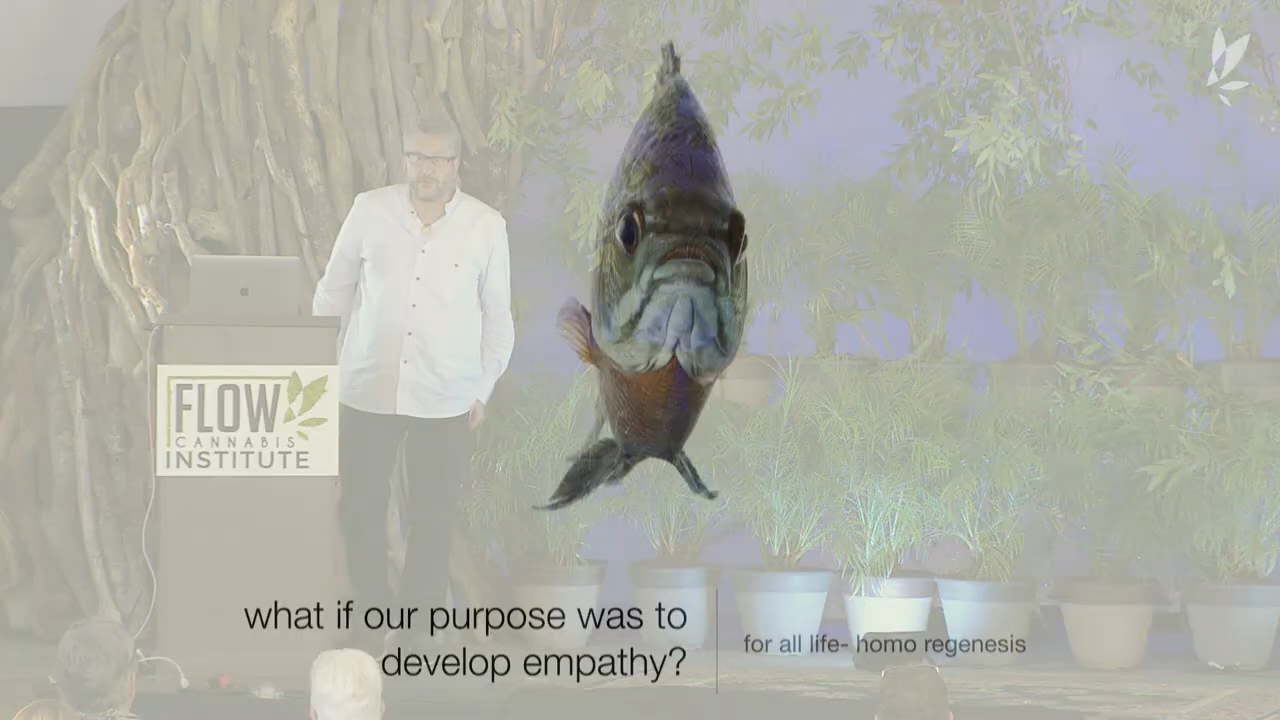 FLOW
CANNABIS
INSTITUTE
what if our purpose was to
develop empathy?
for all life- homo regenesis